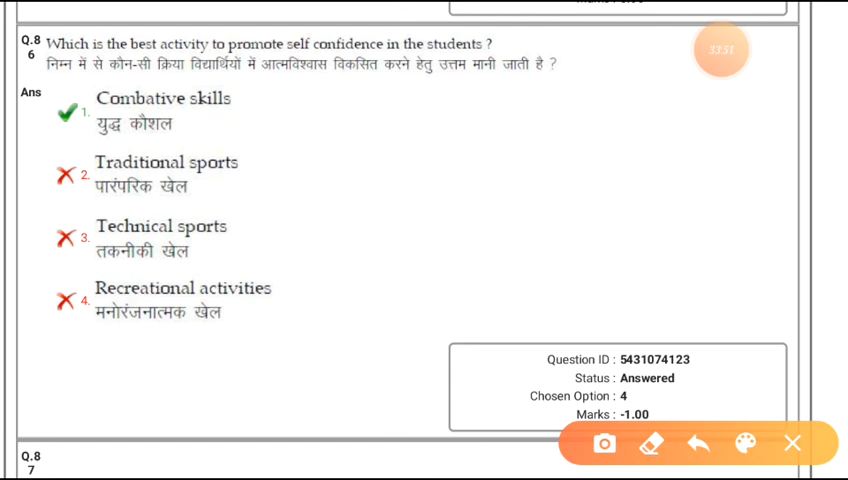 Q.8 Which is the best activity to promote self confidence in the students ?
6 निम्न में से कौन-सी क्रिया विद्यार्थियों में आत्मविश्वास विकसित करने हेतु उत्तम मानी जाती है ?
33:51
Ans
1. Combative skills
युद्ध कौशल
2. Traditional sports
पारंपरिक खेल
3. Technical sports
तकनीकी खेल
4. Recreational activities
मनोरंजनात्मक खेल
Question ID : 5431074123
Status : Answered
Chosen Option : 4
Marks : -1.00
Q.8
7